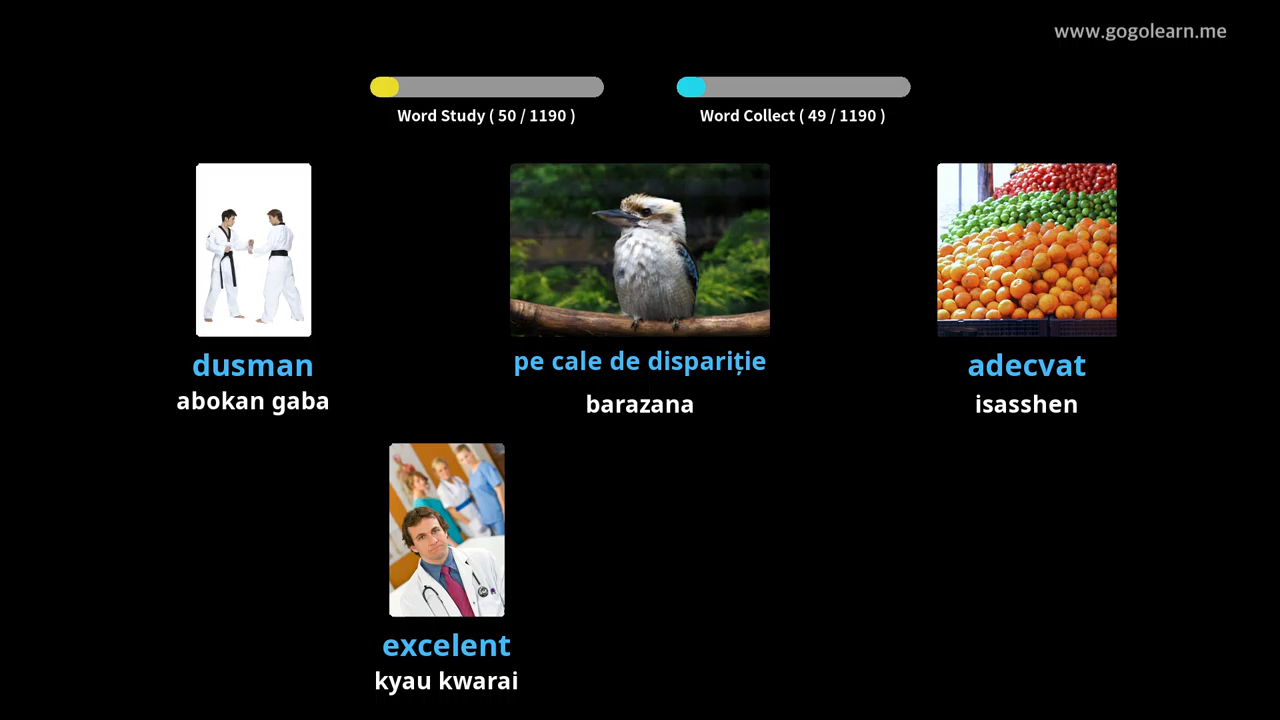 www.gogolearn.me
Word Study ( 50 / 1190 )
Word Collect ( 49 / 1190 )
dusman
abokan gaba
pe cale de dispariție
barazana
adecvat
isasshen
excelent
kyau kwarai